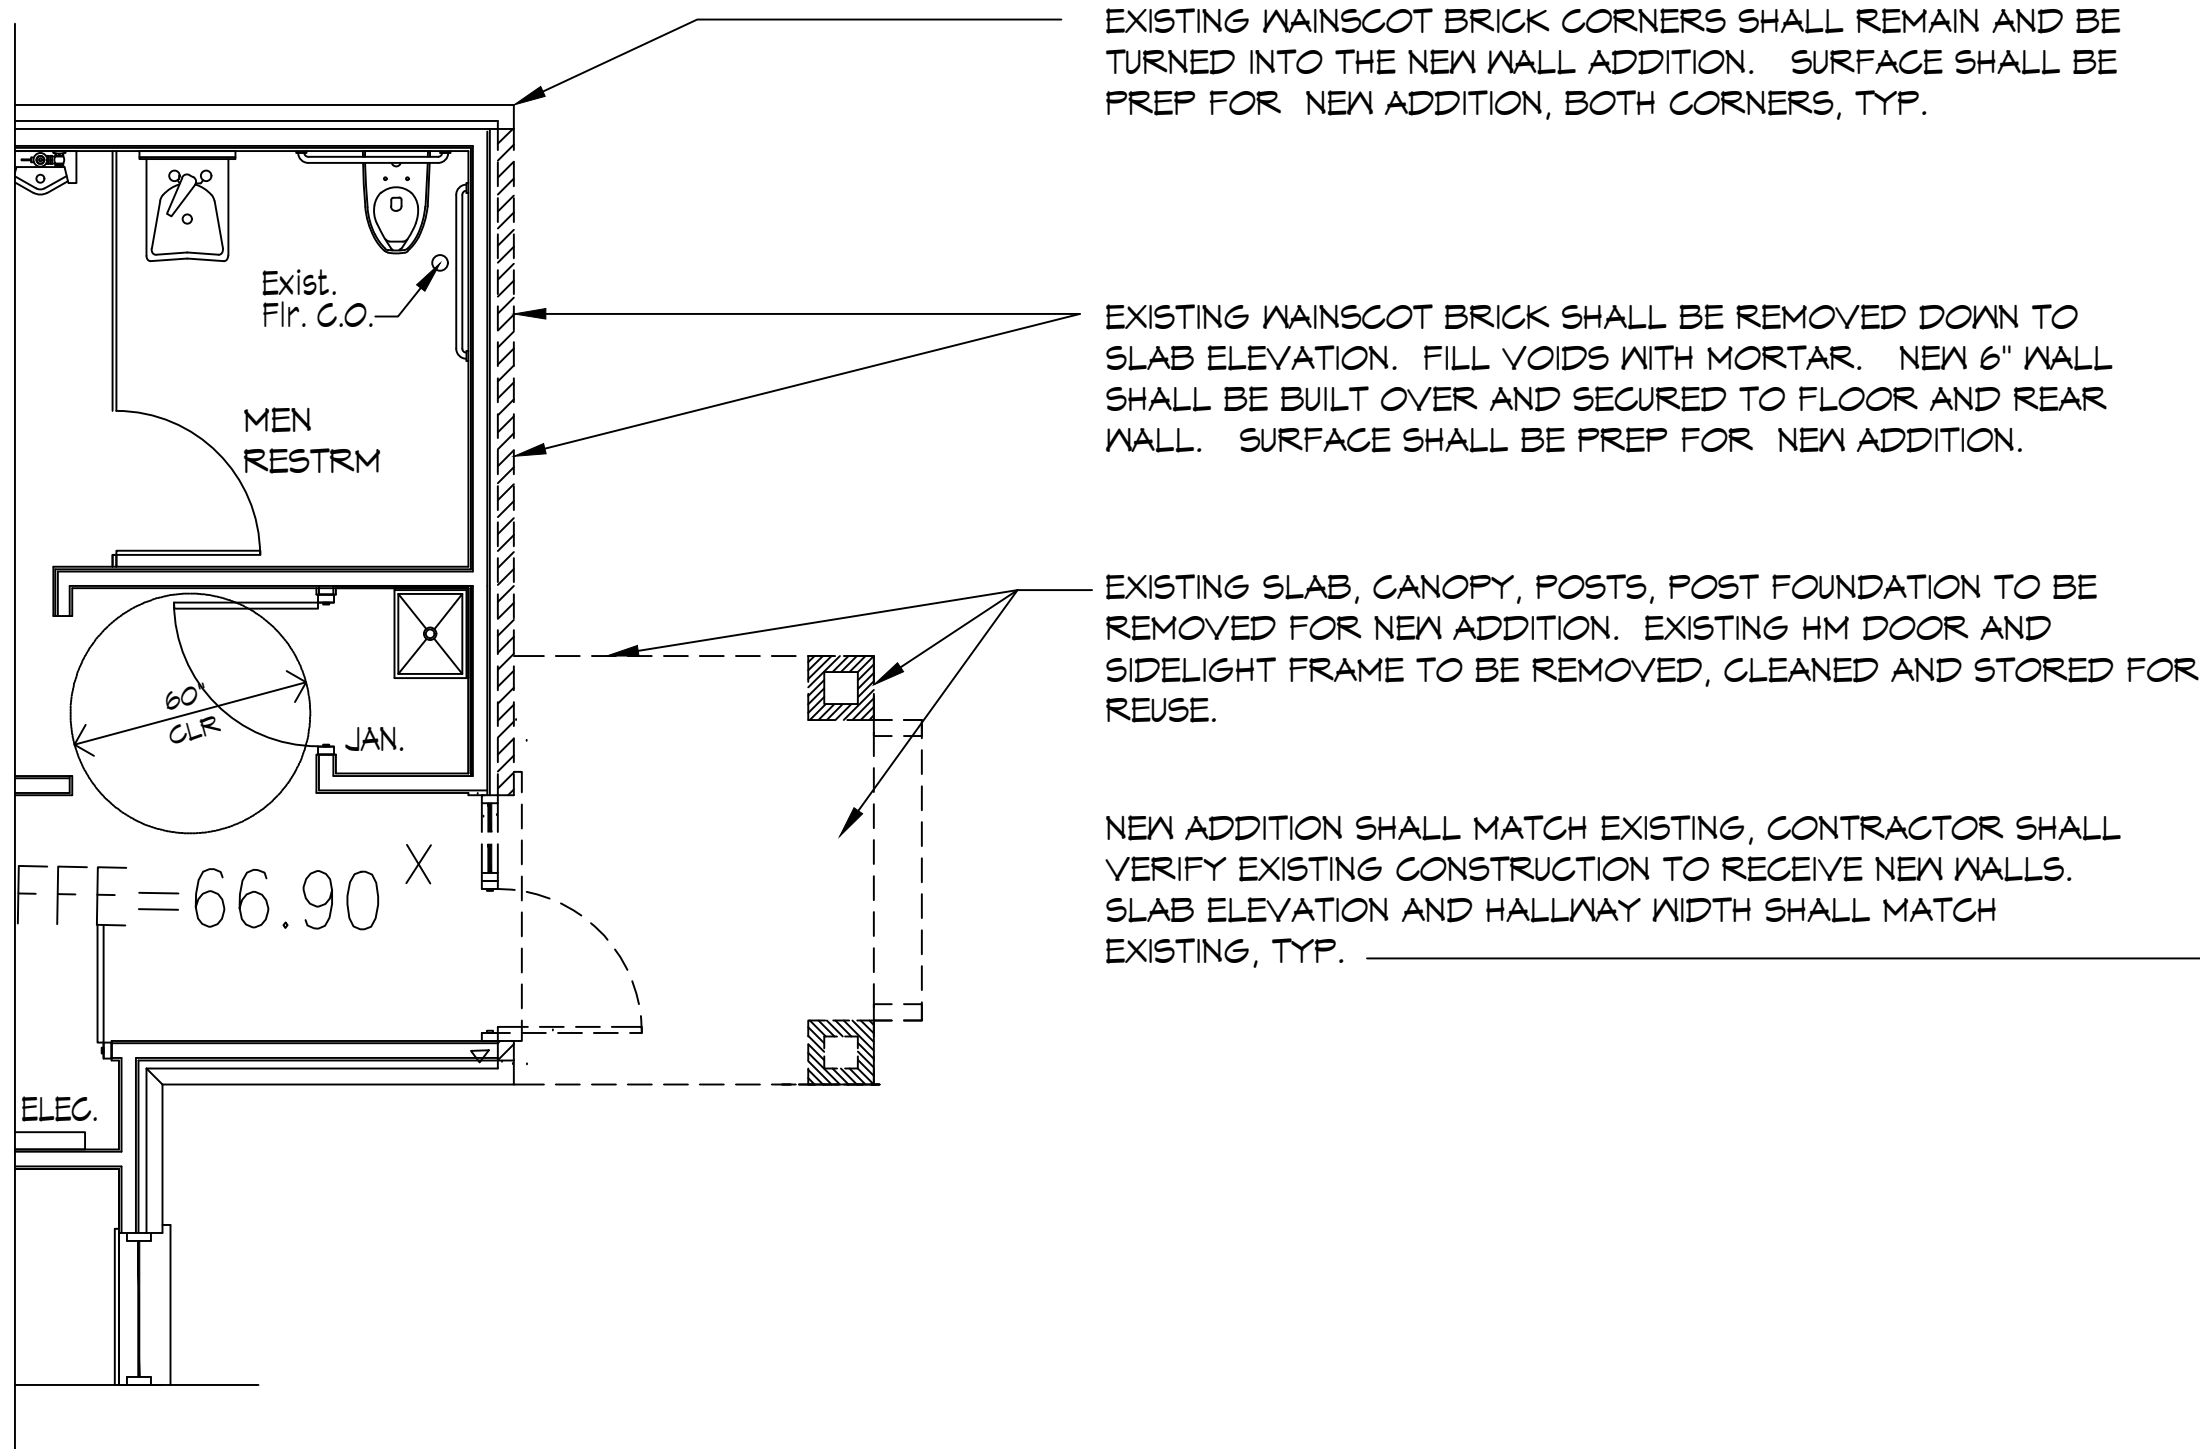 EXISTING WAINSCOT BRICK CORNERS SHALL REMAIN AND BE
TURNED INTO THE NEW WALL ADDITION. SURFACE SHALL BE
PREP FOR NEW ADDITION, BOTH CORNERS, TYP.
Exist.
Flr. C.O.
EXISTING WAINSCOT BRICK SHALL BE REMOVED DOWN TO
SLAB ELEVATION. FILL VOIDS WITH MORTAR. NEW 6" WALL
SHALL BE BUILT OVER AND SECURED TO FLOOR AND REAR
WALL. SURFACE SHALL BE PREP FOR NEW ADDITION.
MEN
RESTRM
EXISTING SLAB, CANOPY, POSTS, POST FOUNDATION TO BE
REMOVED FOR NEW ADDITION. EXISTING HM DOOR AND
SIDELIGHT FRAME TO BE REMOVED, CLEANED AND STORED FOR
REUSE.
60"
CLR
JAN.
NEW ADDITION SHALL MATCH EXISTING, CONTRACTOR SHALL
VERIFY EXISTING CONSTRUCTION TO RECEIVE NEW WALLS.
SLAB ELEVATION AND HALLWAY WIDTH SHALL MATCH
EXISTING, TYP.
FFE=66.90 X
ELEC.